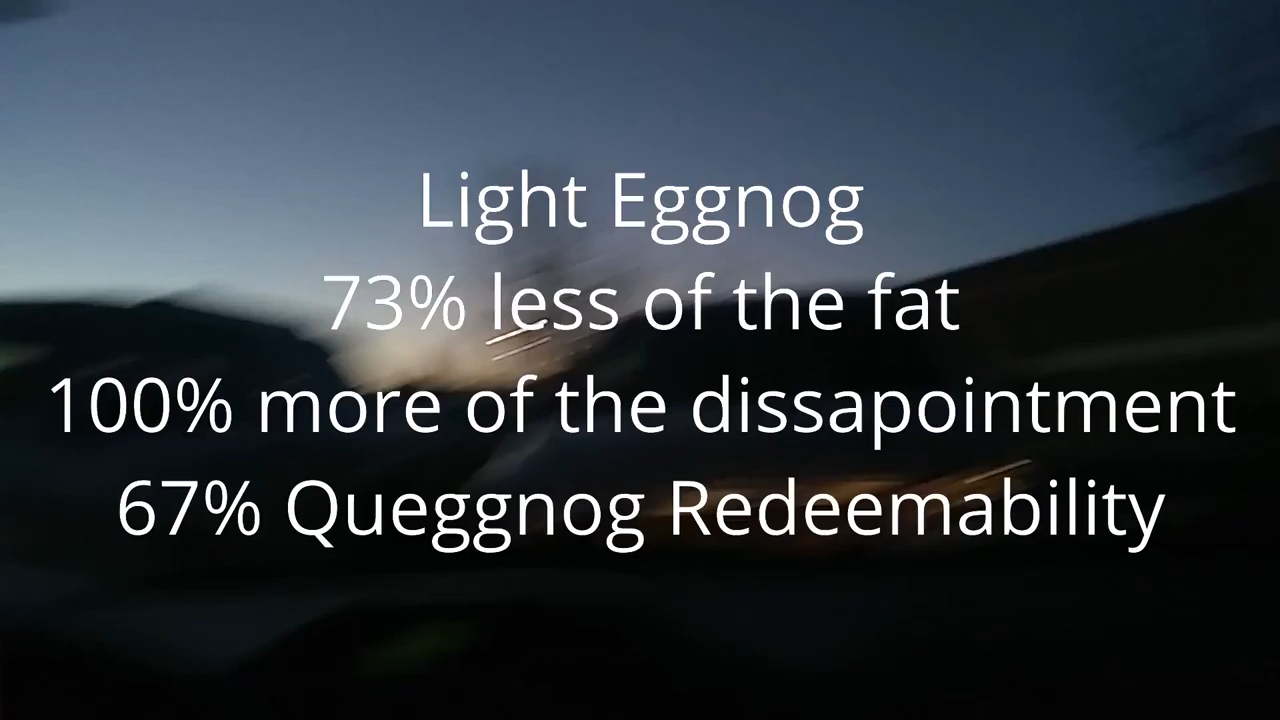 Light Eggnog
73% less of the fat
100% more of the dissapointment
67% Queggnog Redeemability